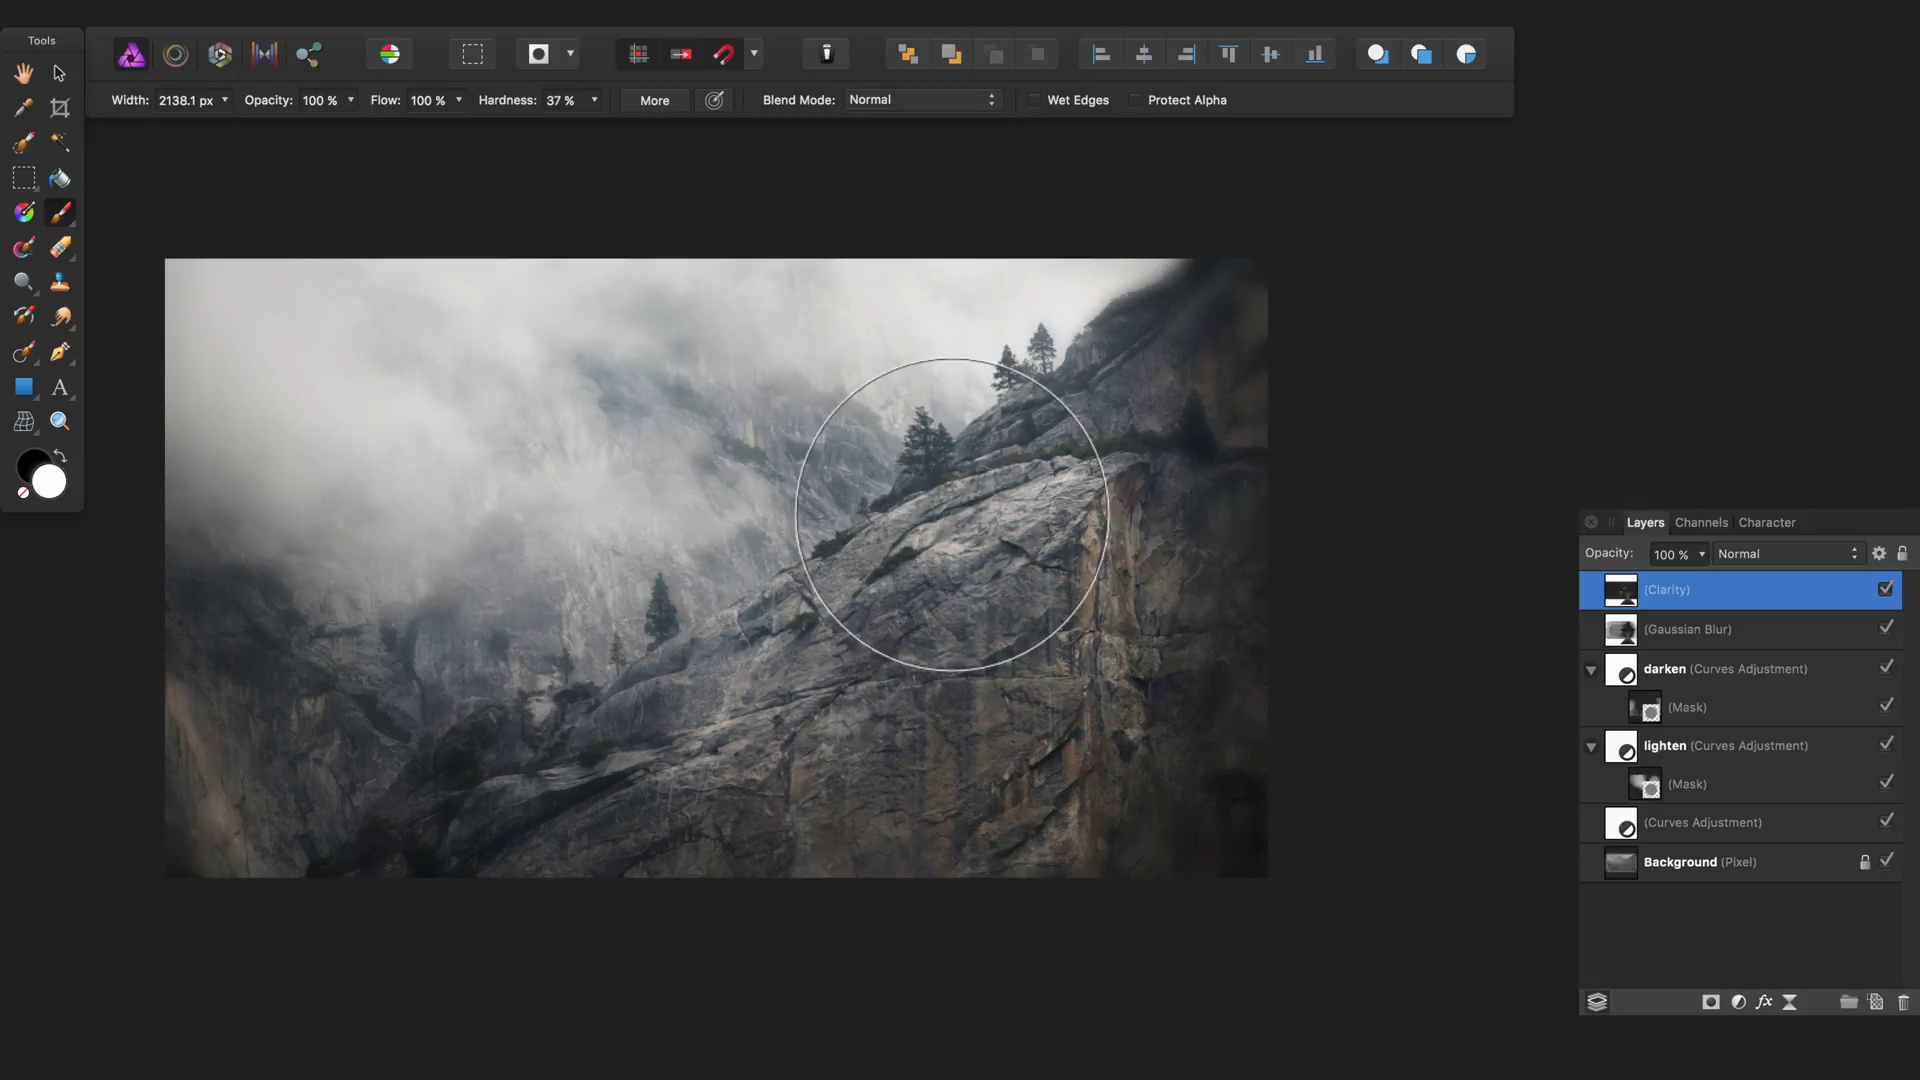 Tools
Width: 2138.1 px Opacity: 100 % Flow: 100 % Hardness: 37 % More Blend Mode: Normal Wet Edges Protect Alpha
A
Layers Channels Character
Opacity: 100 % Normal
(Clarity)
(Gaussian Blur)
darken (Curves Adjustment)
(Mask)
lighten (Curves Adjustment)
(Mask)
(Curves Adjustment)
Background (Pixel)
fx